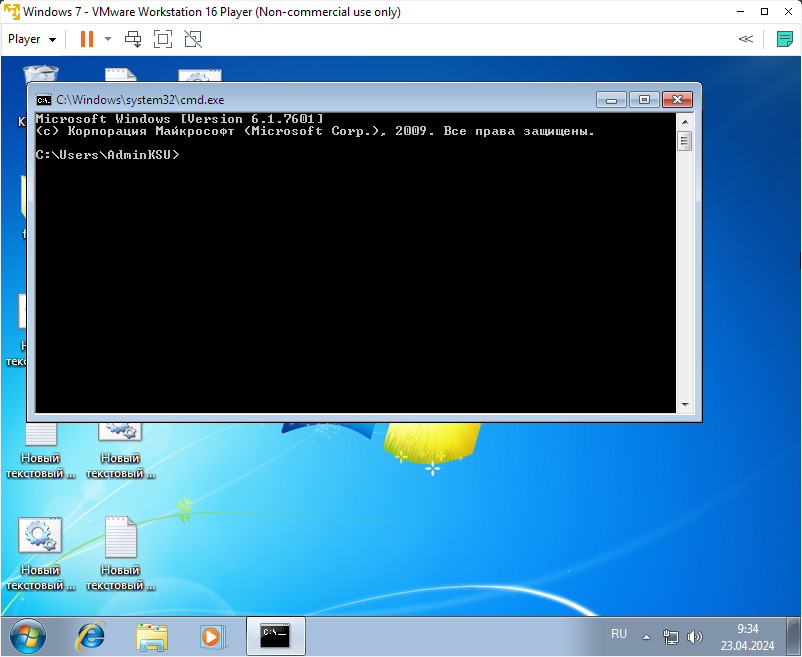 Windows 7 - VMware Workstation 16 Player (Non-commercial use only)
Player
C:\Windows\system32\cmd.exe
Microsoft Windows [Version 6.1.7601]
(c) Корпорация Майкрософт (Microsoft Corp.), 2009. Все права защищены.
C:\Users\AdminKSU>
Новый
текстовый ...
Новый
текстовый ...
Новый
текстовый ...
Новый
текстовый ...
RU
9:34
23.04.2024